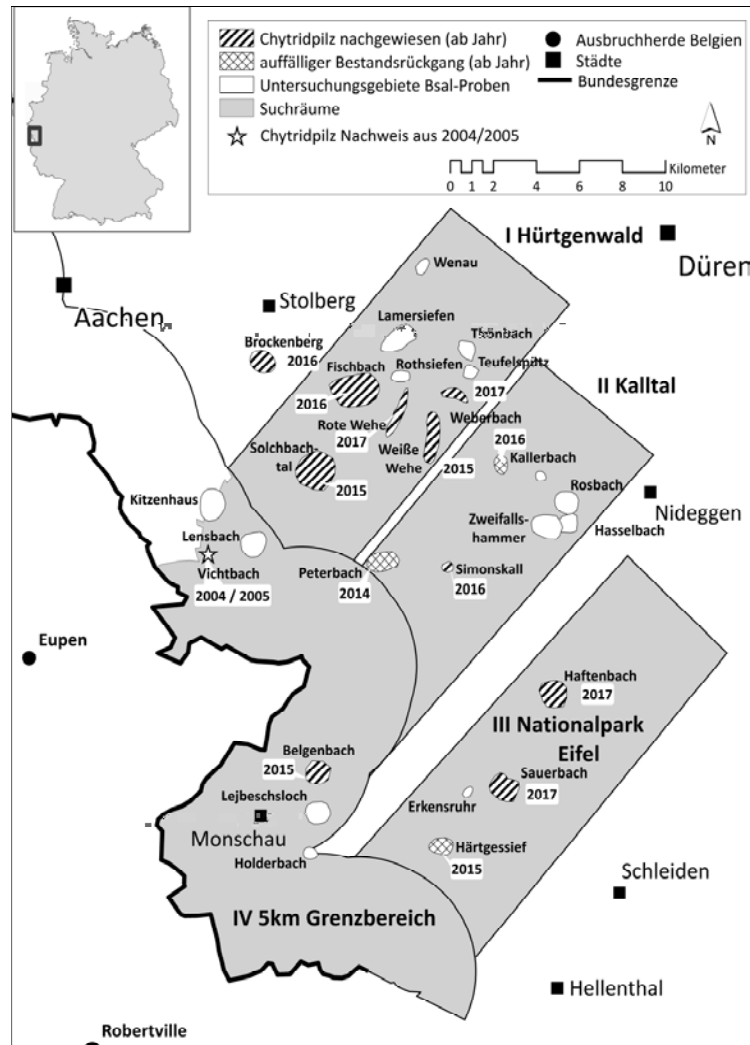 Chytridpilz nachgewiesen (ab Jahr)
auffälliger Bestandsrückgang (ab Jahr)
Untersuchungsgebiete Bsal-Proben
Suchräume
Chytridpilz Nachweis aus 2004/2005
Ausbruchherde Belgien
Städte
Bundesgrenze
N
Kilometer
0 1 2 4 6 8 10
I Hürtgenwald
Düren
Wenau
Aachen
Stolberg
Lamersiefen
Thönbach
Brockenberg
2016
Fischbach
Rothsiefen
Teufelspütz
2016
2017
II Kalltal
Rote Wehe
2017
Weberbach
2016
Weiße
Wehe
2015
Kallerbach
Solchbach-
tal
2015
Kitzenhaus
Rosbach
Nideggen
Zweifalls-
hammer
Hasselbach
Lensbach
Vichtbach
2004 / 2005
Peterbach
2014
Simonskall
2016
Eupen
Haftenbach
2017
III Nationalpark
Eifel
Belgenbach
2015
Sauerbach
2017
Lejbeschsloch
Erkensruhr
Monschau
Holderbach
Härtgessief
2015
Schleiden
IV 5km Grenzbereich
Hellenthal
Robertville